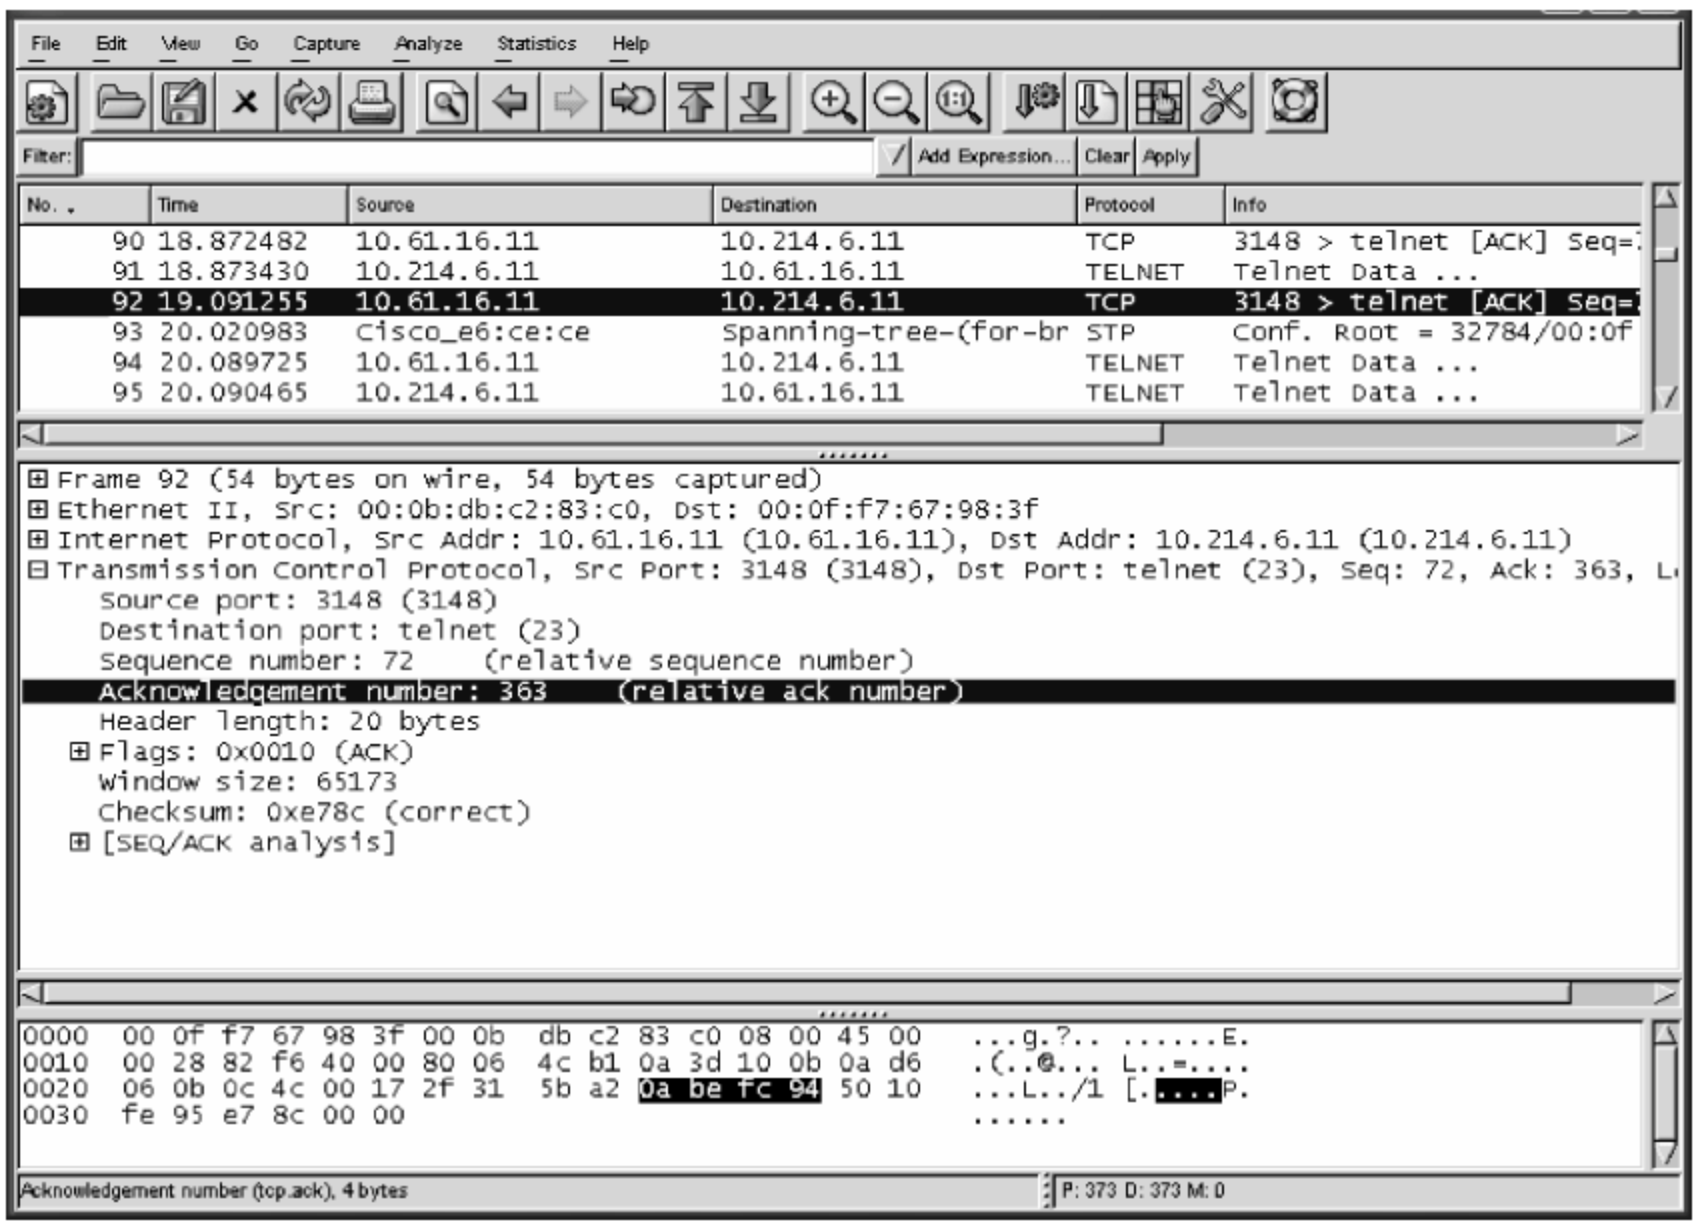 File Edit View Go Capture Analyze Statistics Help
Filter: Add Expression... Clear Apply
No. . Time Source Destination Protocol Info
90 18.872482 10.61.16.11 10.214.6.11 TCP 3148 > telnet [ACK] Seq=
91 18.873430 10.214.6.11 10.61.16.11 TELNET Telnet Data ...
92 19.091255 10.61.16.11 10.214.6.11 TCP 3148 > telnet [ACK] Seq=
93 20.020983 Cisco_e6:ce:ce Spanning-tree-(for-br STP Conf. Root = 32784/00:0f
94 20.089725 10.61.16.11 10.214.6.11 TELNET Telnet Data ...
95 20.090465 10.214.6.11 10.61.16.11 TELNET Telnet Data ...
Frame 92 (54 bytes on wire, 54 bytes captured)
Ethernet II, Src: 00:0b:db:c2:83:c0, Dst: 00:0f:f7:67:98:3f
Internet Protocol, Src Addr: 10.61.16.11 (10.61.16.11), Dst Addr: 10.214.6.11 (10.214.6.11)
Transmission Control Protocol, Src Port: 3148 (3148), Dst Port: telnet (23), Seq: 72, Ack: 363, L
Source port: 3148 (3148)
Destination port: telnet (23)
Sequence number: 72 (relative sequence number)
Acknowledgement number: 363 (relative ack number)
Header length: 20 bytes
Flags: 0x0010 (ACK)
Window size: 65173
Checksum: 0xe78c (correct)
[SEQ/ACK analysis]
0000 00 0f f7 67 98 3f 00 0b db c2 83 c0 08 00 45 00 ...g.?.. ......E.
0010 00 28 82 f6 40 00 80 06 4c b1 0a 3d 10 0b 0a d6 .(..@... L..=....
0020 06 0b 0c 4c 00 17 2f 31 5b a2 0a be fc 94 50 10 ...L../1 [.....P.
0030 fe 95 e7 8c 00 00 ......
Acknowledgement number (tcp.ack), 4 bytes P: 373 D: 373 M: 0